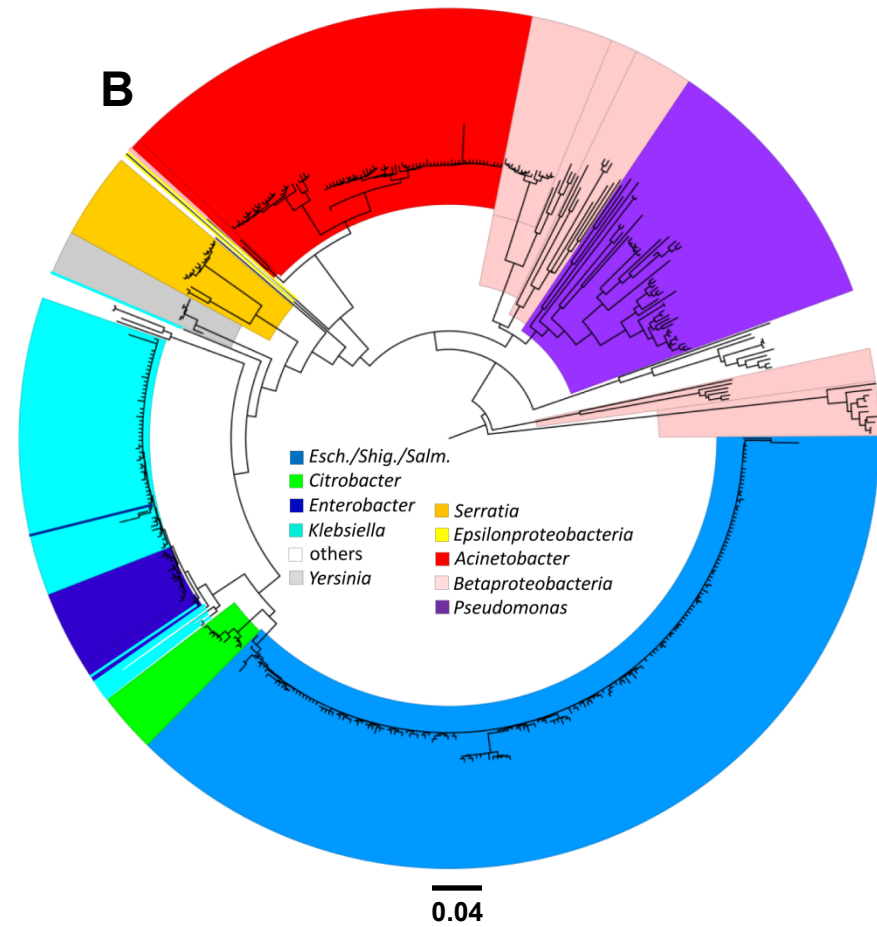 B
Esch./Shig./Salm.
Citrobacter
Enterobacter
Klebsiella
others
Yersinia
Serratia
Epsilonproteobacteria
Acinetobacter
Betaproteobacteria
Pseudomonas
0.04